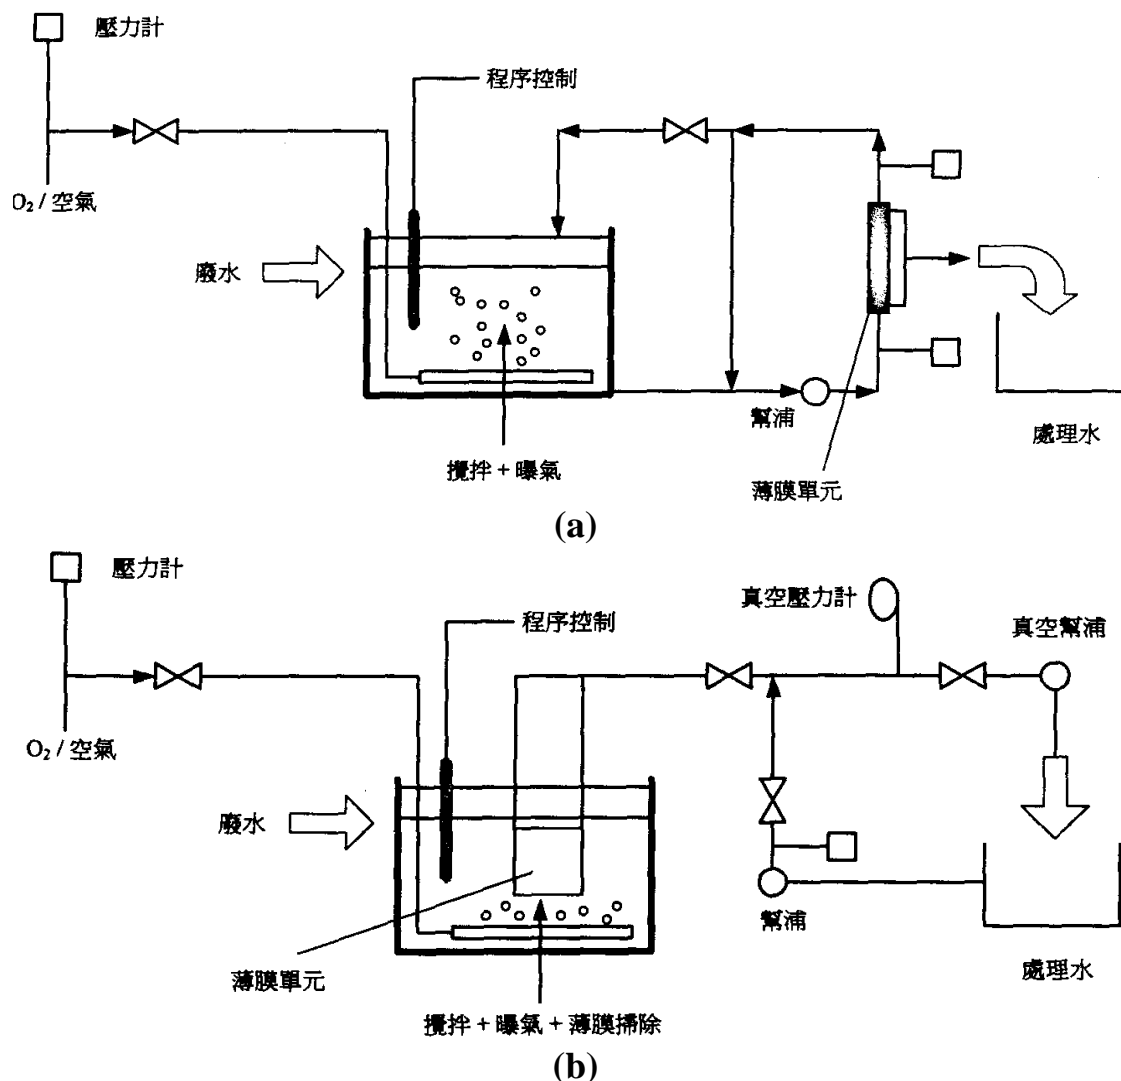 壓力計
程序控制
O₂ / 空氣
廢水
幫浦
處理水
攪拌 + 曝氣
薄膜單元
(a)
壓力計
真空壓力計
程序控制
真空幫浦
O₂ / 空氣
廢水
幫浦
薄膜單元
處理水
攪拌 + 曝氣 + 薄膜掃除
(b)